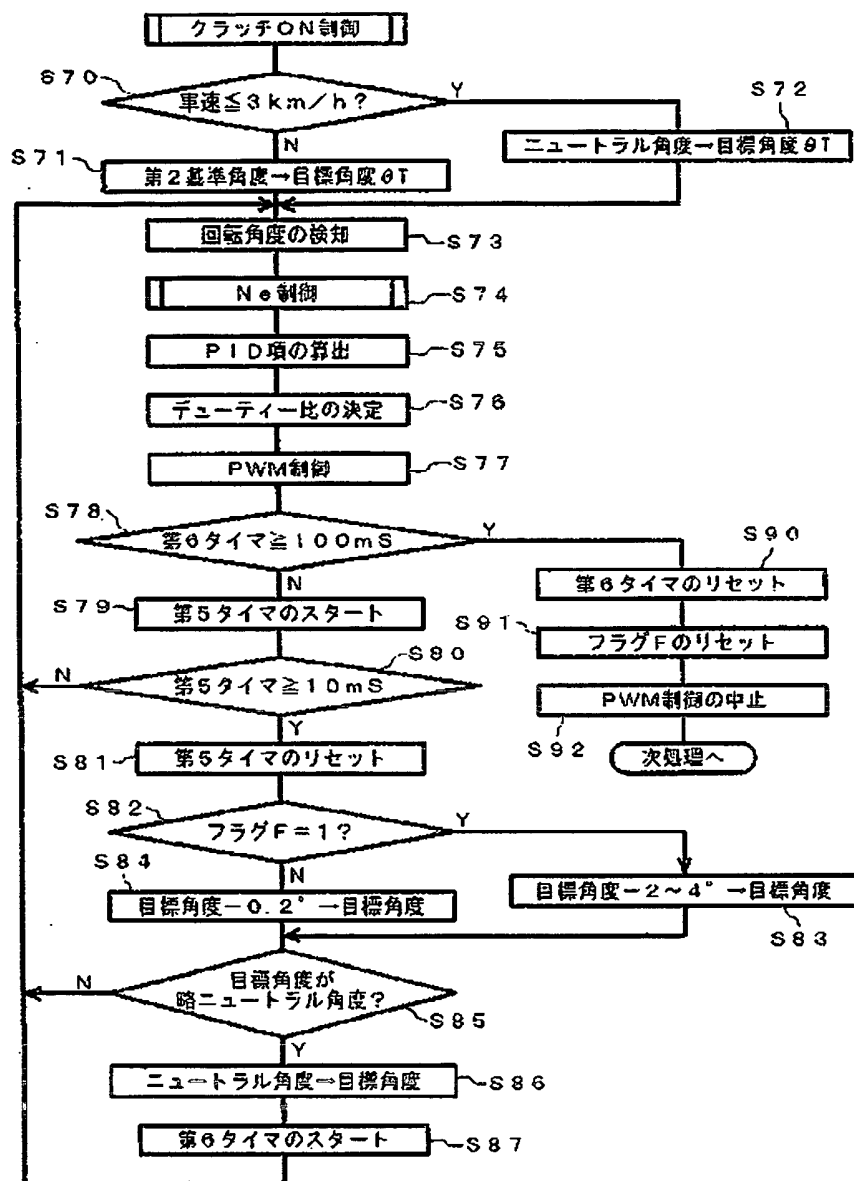 クラッチON制御
S70
車速≦3km/h?
Y
S72
N
ニュートラル角度→目標角度θT
S71
第2基準角度→目標角度θT
回転角度の検知
S73
Ne制御
S74
PID項の算出
S75
デューティー比の決定
S76
PWM制御
S77
S78
第6タイマ≧100mS
Y
S90
N
第6タイマのリセット
S79
第5タイマのスタート
S91
フラグFのリセット
S80
N
第5タイマ≧10mS
PWM制御の中止
S92
Y
S81
第5タイマのリセット
次処理へ
S82
フラグF=1?
Y
S84
N
目標角度-0.2°→目標角度
目標角度-2~4°→目標角度
S83
N
目標角度が
略ニュートラル角度?
S85
Y
ニュートラル角度→目標角度
S86
第6タイマのスタート
S87